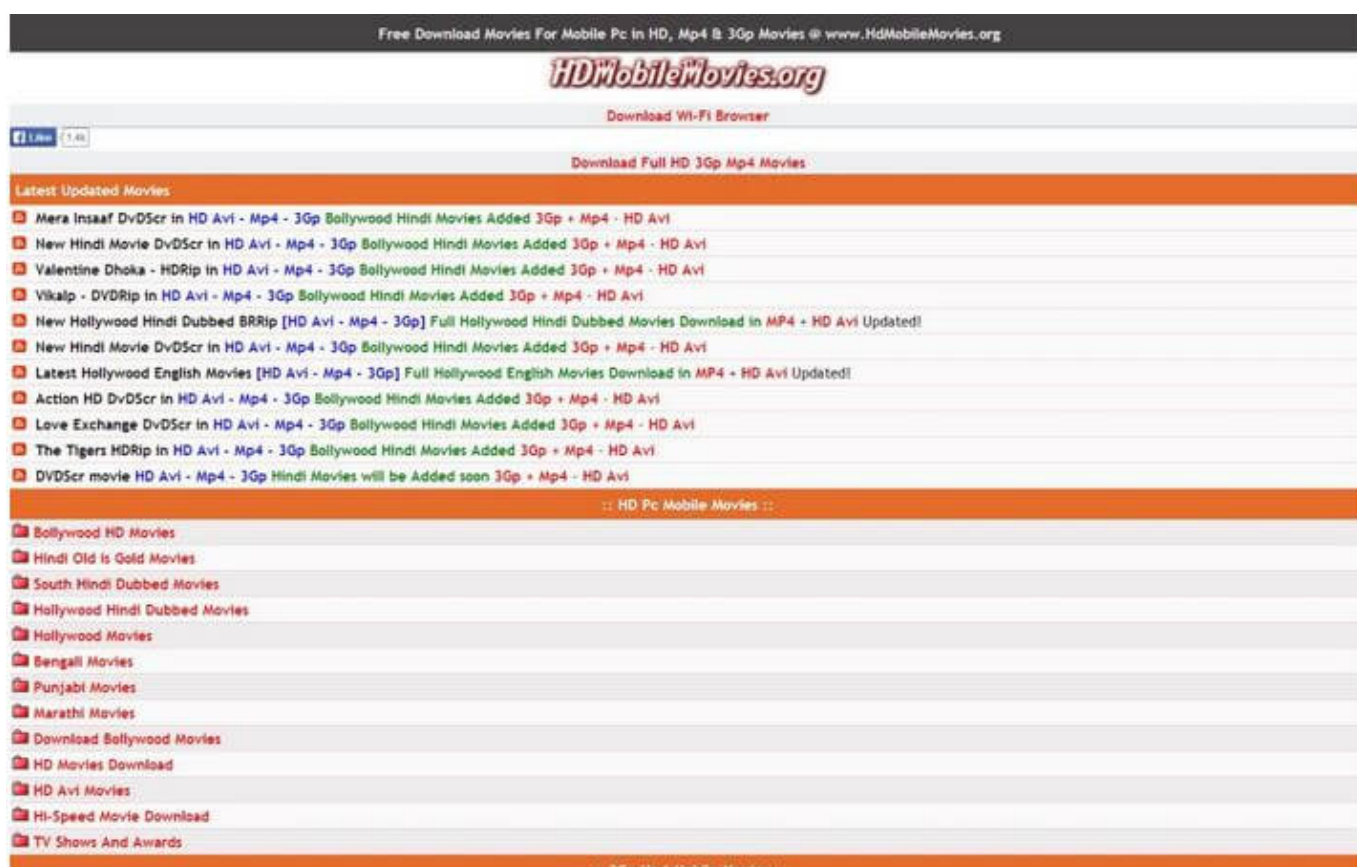 Free Download Movies For Mobile Pc in HD, Mp4 & 3Gp Movies @ www.HdMobileMovies.org
HDMobileMovies.org
Download Wi-Fi Browser
Like 1.4k
Download Full HD 3Gp Mp4 Movies
Latest Updated Movies
Mera Insaaf DvDScr in HD Avi - Mp4 - 3Gp Bollywood Hindi Movies Added 3Gp + Mp4 - HD Avi
New Hindi Movie DvDScr in HD Avi - Mp4 - 3Gp Bollywood Hindi Movies Added 3Gp + Mp4 - HD Avi
Valentine Dhoka - HDRip in HD Avi - Mp4 - 3Gp Bollywood Hindi Movies Added 3Gp + Mp4 - HD Avi
Vikalp - DVDRip in HD Avi - Mp4 - 3Gp Bollywood Hindi Movies Added 3Gp + Mp4 - HD Avi
New Hollywood Hindi Dubbed BRRip [HD Avi - Mp4 - 3Gp] Full Hollywood Hindi Dubbed Movies Download in MP4 + HD Avi Updated!
New Hindi Movie DvDScr in HD Avi - Mp4 - 3Gp Bollywood Hindi Movies Added 3Gp + Mp4 - HD Avi
Latest Hollywood English Movies [HD Avi - Mp4 - 3Gp] Full Hollywood English Movies Download in MP4 + HD Avi Updated!
Action HD DvDScr in HD Avi - Mp4 - 3Gp Bollywood Hindi Movies Added 3Gp + Mp4 - HD Avi
Love Exchange DvDScr in HD Avi - Mp4 - 3Gp Bollywood Hindi Movies Added 3Gp + Mp4 - HD Avi
The Tigers HDRip in HD Avi - Mp4 - 3Gp Bollywood Hindi Movies Added 3Gp + Mp4 - HD Avi
DVDScr movie HD Avi - Mp4 - 3Gp Hindi Movies will be Added soon 3Gp + Mp4 - HD Avi
:: HD Pc Mobile Movies ::
Bollywood HD Movies
Hindi Old is Gold Movies
South Hindi Dubbed Movies
Hollywood Hindi Dubbed Movies
Hollywood Movies
Bengali Movies
Punjabi Movies
Marathi Movies
Download Bollywood Movies
HD Movies Download
HD Avi Movies
Hi-Speed Movie Download
TV Shows And Awards